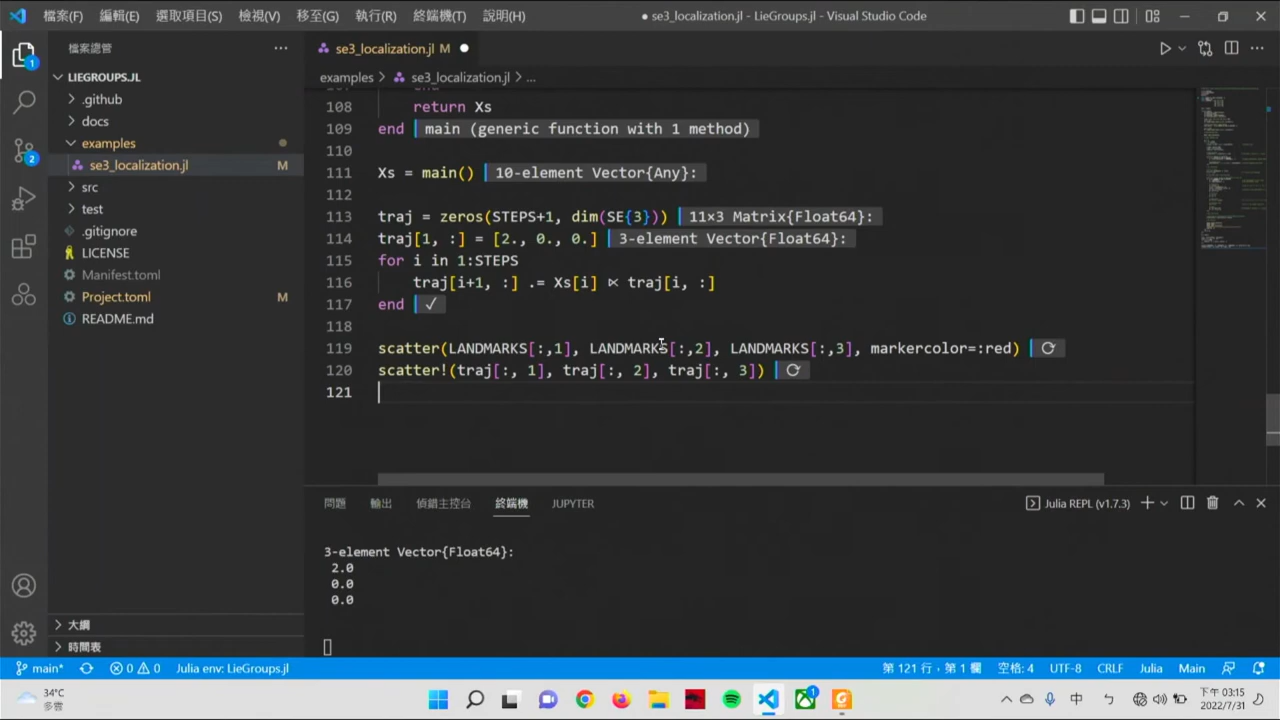 檔案(F) 編輯(E) 選取項目(S) 檢視(V) 移至(G) 執行(R) 終端機(T) 說明(H) ● se3_localization.jl - LieGroups.jl - Visual Studio Code
檔案總管 ···
LIEGROUPS.JL
.github
docs
examples
se3_localization.jl M
src
test
.gitignore
LICENSE
Manifest.toml
Project.toml M
README.md
大綱
時間表
se3_localization.jl M
examples > se3_localization.jl > ...
108 return Xs
109 end main (generic function with 1 method)
110
111 Xs = main() 10-element Vector{Any}:
112
113 traj = zeros(STEPS+1, dim(SE{3})) 11×3 Matrix{Float64}:
114 traj[1, :] = [2., 0., 0.] 3-element Vector{Float64}:
115 for i in 1:STEPS
116 traj[i+1, :] .= Xs[i] ⋉ traj[i, :]
117 end ✓
118
119 scatter(LANDMARKS[:,1], LANDMARKS[:,2], LANDMARKS[:,3], markercolor=:red)
120 scatter!(traj[:, 1], traj[:, 2], traj[:, 3])
121
問題 輸出 偵錯主控台 終端機 JUPYTER Julia REPL (v1.7.3)
3-element Vector{Float64}:
2.0
0.0
0.0
main* 0 0 Julia env: LieGroups.jl 第 121 行，第 1 欄 空格: 4 UTF-8 CRLF Julia Main
34°C
多雲
中 ㄅ
下午 03:15
2022/7/31